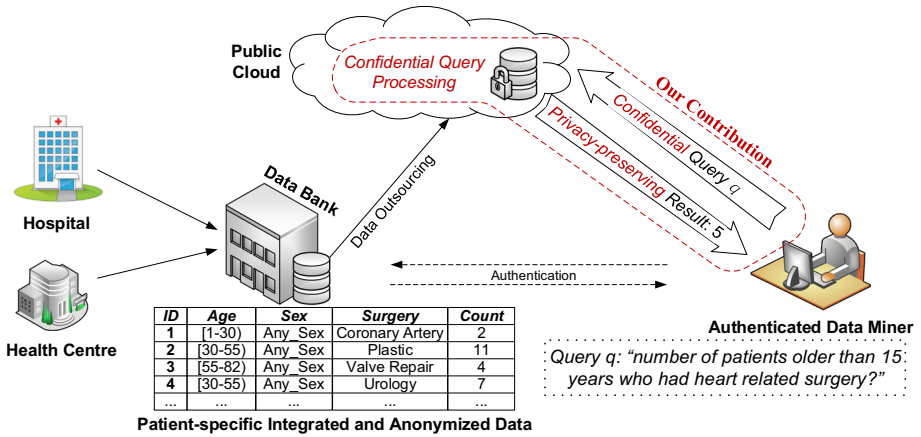 Public
Cloud
Confidential Query
Processing
Our Contribution
Confidential Query q
Privacy-preserving Result: 5
Hospital
Data Bank
Data Outsourcing
Authentication
Health Centre
Authenticated Data Miner
ID Age Sex Surgery Count
1 [1-30) Any_Sex Coronary Artery 2
2 [30-55) Any_Sex Plastic 11
3 [55-82) Any_Sex Valve Repair 4
4 [30-55) Any_Sex Urology 7
... ... ... ... ...
Query q: “number of patients older than 15
years who had heart related surgery?”
Patient-specific Integrated and Anonymized Data